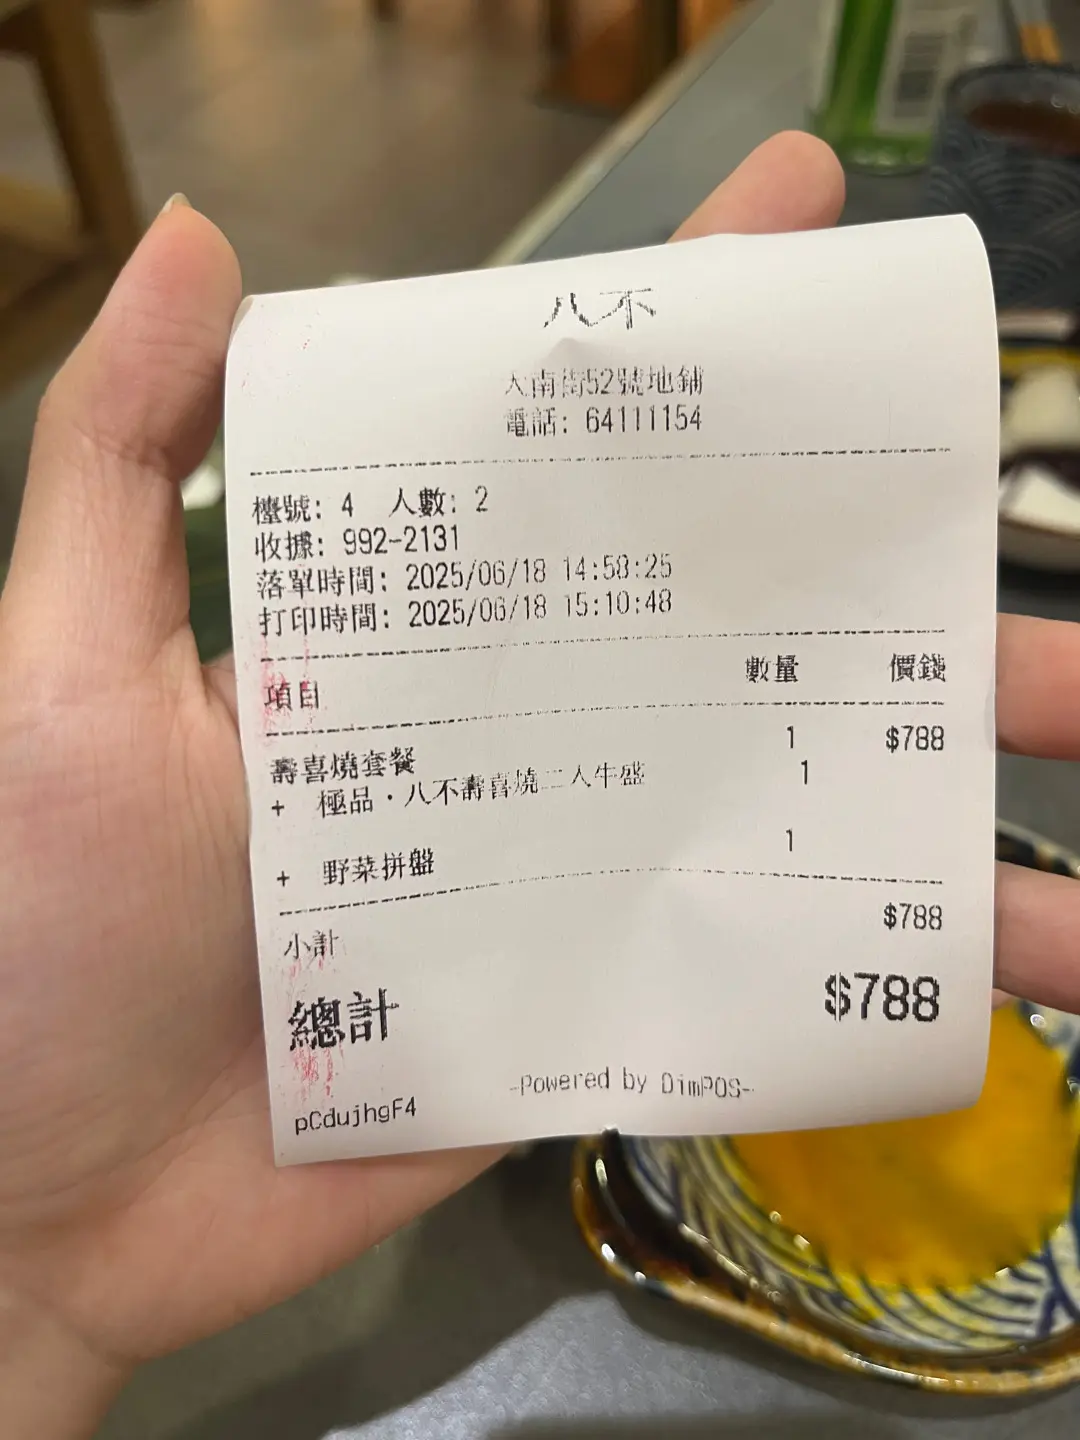 八不
大南街52號地鋪
電話: 64111154
檯號: 4 人數: 2
收據: 992-2131
落單時間: 2025/06/18 14:58:25
打印時間: 2025/06/18 15:10:48
項目 數量 價錢
壽喜燒套餐 1 $788
+ 極品・八不壽喜燒二人牛盛 1
+ 野菜拼盤 1
小計 $788
總計 $788
-Powered by DimPOS-
pCdujhgF4